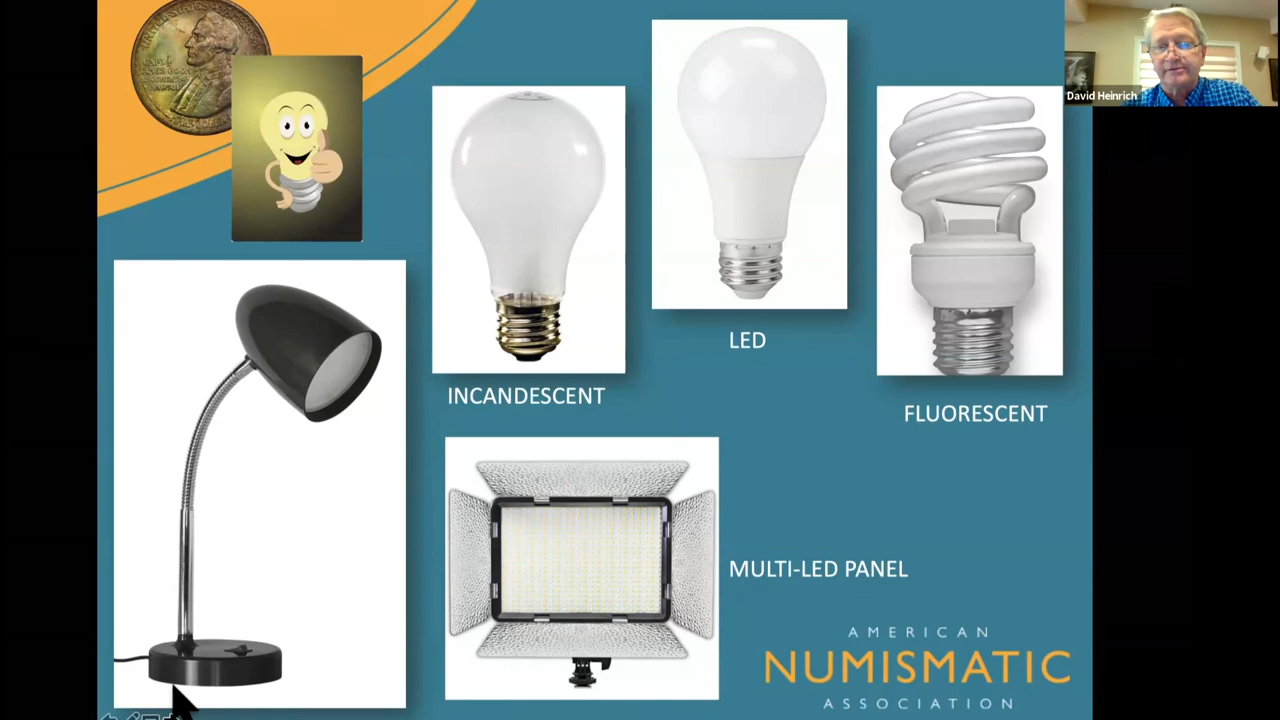 David Heinrich
LED
INCANDESCENT
FLUORESCENT
MULTI-LED PANEL
AMERICAN
NUMISMATIC
ASSOCIATION